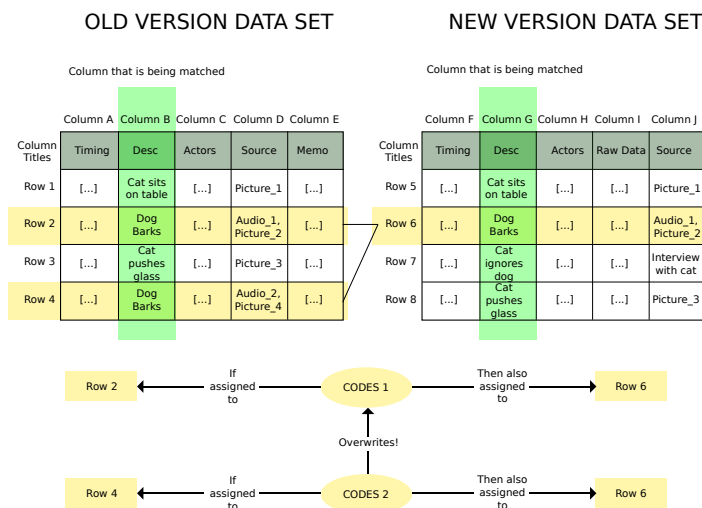 OLD VERSION DATA SET
NEW VERSION DATA SET
Column that is being matched
Column that is being matched
Column A Column B Column C Column D Column E
Column F Column G Column H Column I Column J
Column
Titles
Timing Desc Actors Source Memo
Column
Titles
Timing Desc Actors Raw Data Source
Row 1
[...]
Cat sits
on table
[...]
Picture_1
[...]
Row 5
[...]
Cat sits
on table
[...]
[...]
Picture_1
Row 2
[...]
Dog
Barks
[...]
Audio_1,
Picture_2
[...]
Row 6
[...]
Dog
Barks
[...]
[...]
Audio_1,
Picture_2
Row 3
[...]
Cat
pushes
glass
[...]
Picture_3
[...]
Row 7
[...]
Cat
ignores
dog
[...]
[...]
Interview
with cat
Row 4
[...]
Dog
Barks
[...]
Audio_2,
Picture_4
[...]
Row 8
[...]
Cat
pushes
glass
[...]
[...]
Picture_3
Row 2
If
assigned
to
CODES 1
Then also
assigned
to
Row 6
Overwrites!
Row 4
If
assigned
to
CODES 2
Then also
assigned
to
Row 6